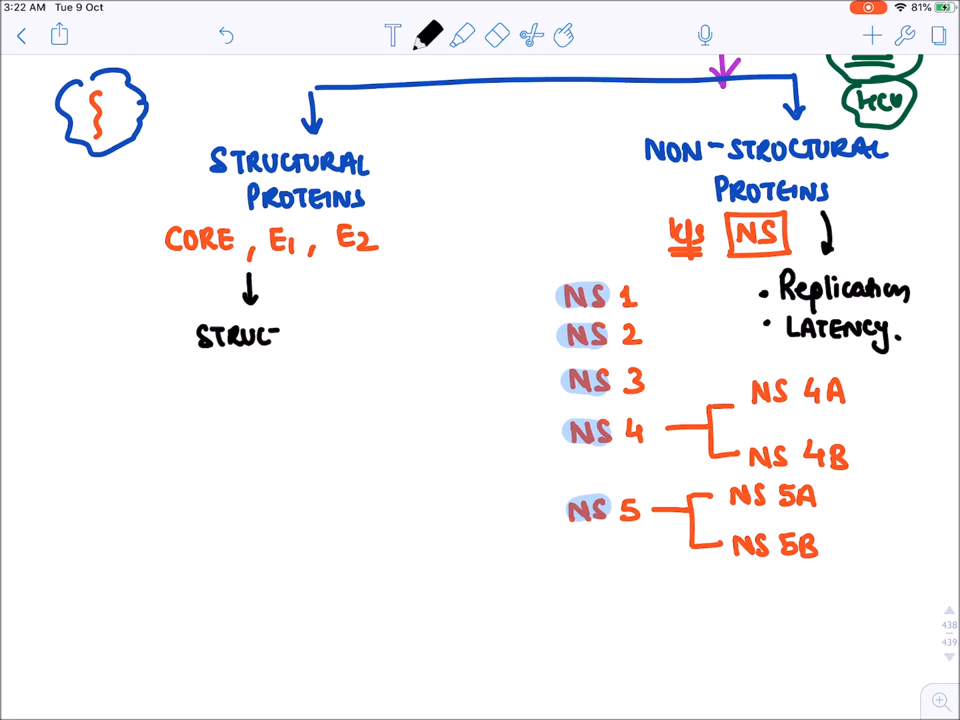 3:22 AM Tue 9 Oct
81%
T
HCV
STRUCTURAL
PROTEINS
CORE , E1 , E2
STRUC-
NON-STRUCTURAL
PROTEINS
k/s NS
• Replication
• LATENCY.
NS 1
NS 2
NS 3
NS 4
NS 4A
NS 4B
NS 5
NS 5A
NS 5B
438
439